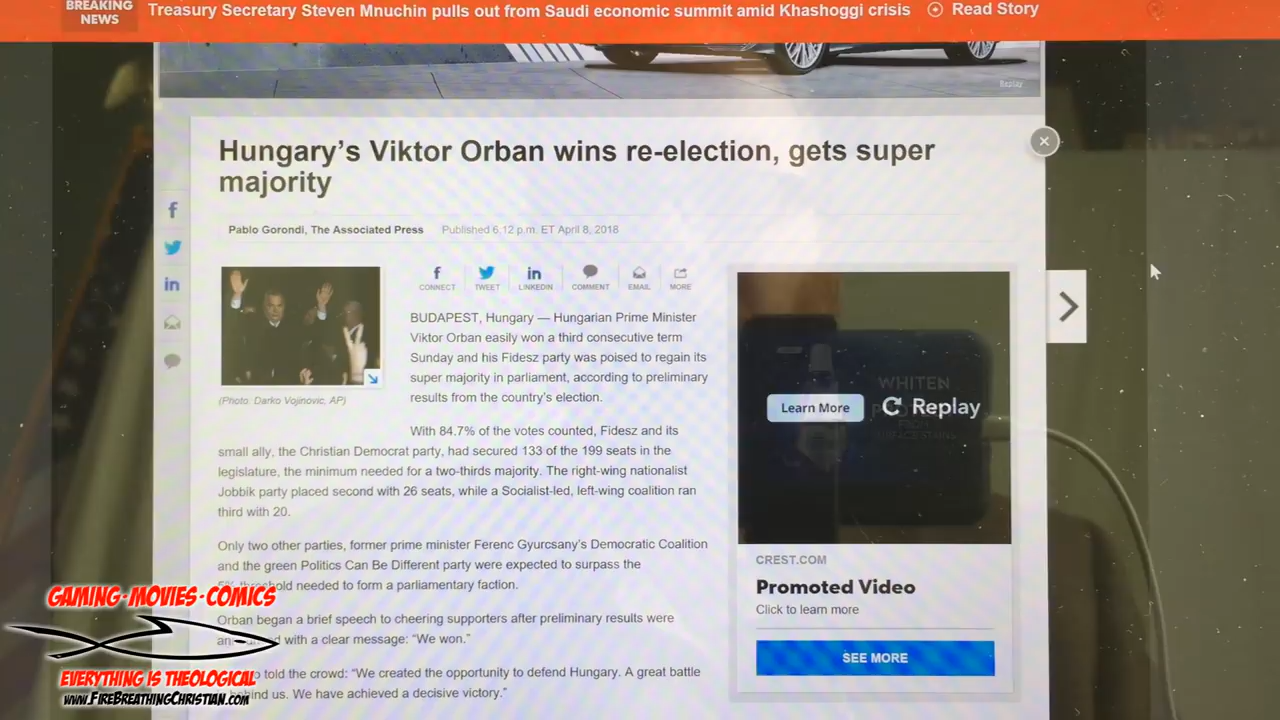 BREAKING
NEWS
Treasury Secretary Steven Mnuchin pulls out from Saudi economic summit amid Khashoggi crisis
Read Story
Replay
Hungary's Viktor Orban wins re-election, gets super
majority
Pablo Gorondi, The Associated Press
Published 6:12 p.m. ET April 8, 2018
CONNECT
TWEET
LINKEDIN
COMMENT
EMAIL
MORE
(Photo: Darko Vojinovic, AP)
BUDAPEST, Hungary — Hungarian Prime Minister
Viktor Orban easily won a third consecutive term
Sunday and his Fidesz party was poised to regain its
super majority in parliament, according to preliminary
results from the country's election.
With 84.7% of the votes counted, Fidesz and its
small ally, the Christian Democrat party, had secured 133 of the 199 seats in the
legislature, the minimum needed for a two-thirds majority. The right-wing nationalist
Jobbik party placed second with 26 seats, while a Socialist-led, left-wing coalition ran
third with 20.
Only two other parties, former prime minister Ferenc Gyurcsany's Democratic Coalition
and the green Politics Can Be Different party were expected to surpass the
5% threshold needed to form a parliamentary faction.
Orban began a brief speech to cheering supporters after preliminary results were
with a clear message: "We won."
told the crowd: "We created the opportunity to defend Hungary. A great battle
behind us. We have achieved a decisive victory."
WHITEN
Learn More
Replay
CREST.COM
Promoted Video
Click to learn more
SEE MORE
GAMING·MOVIES·COMICS
EVERYTHING IS THEOLOGICAL
www.FireBreathingChristian.com